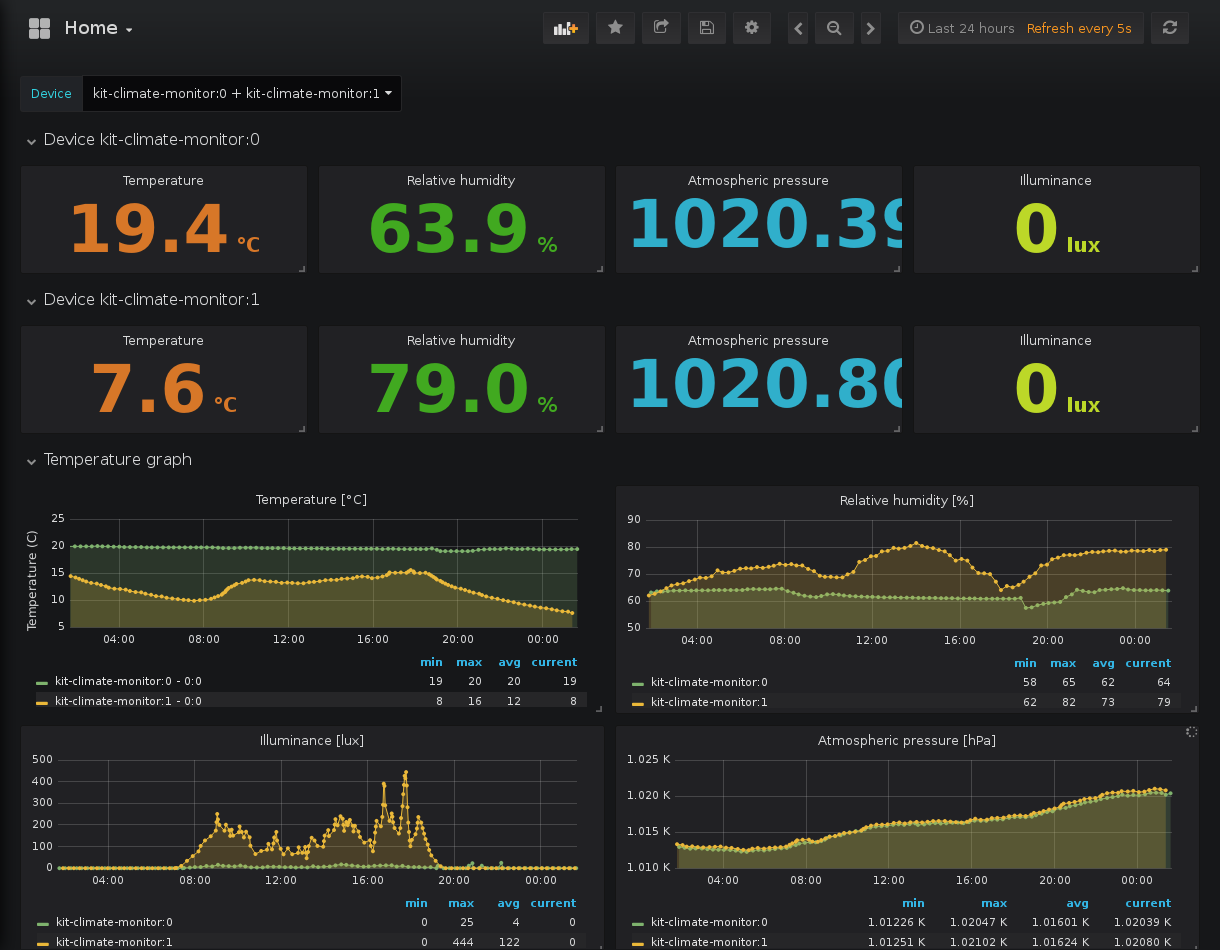 Home
Last 24 hours Refresh every 5s
Device kit-climate-monitor:0 + kit-climate-monitor:1
Device kit-climate-monitor:0
Temperature Relative humidity Atmospheric pressure Illuminance
19.4 °C 63.9 % 1020.39 0 lux
Device kit-climate-monitor:1
Temperature Relative humidity Atmospheric pressure Illuminance
7.6 °C 79.0 % 1020.80 0 lux
Temperature graph
Temperature [°C]
Temperature (C)
25
20
15
10
5
04:00 08:00 12:00 16:00 20:00 00:00
min max avg current
kit-climate-monitor:0 - 0:0 19 20 20 19
kit-climate-monitor:1 - 0:0 8 16 12 8
Relative humidity [%]
90
80
70
60
50
04:00 08:00 12:00 16:00 20:00 00:00
min max avg current
kit-climate-monitor:0 58 65 62 64
kit-climate-monitor:1 62 82 73 79
Illuminance [lux]
500
400
300
200
100
0
04:00 08:00 12:00 16:00 20:00 00:00
min max avg current
kit-climate-monitor:0 0 25 4 0
kit-climate-monitor:1 0 444 122 0
Atmospheric pressure [hPa]
1.025 K
1.020 K
1.015 K
1.010 K
04:00 08:00 12:00 16:00 20:00 00:00
min max avg current
kit-climate-monitor:0 1.01226 K 1.02047 K 1.01601 K 1.02039 K
kit-climate-monitor:1 1.01251 K 1.02102 K 1.01624 K 1.02080 K